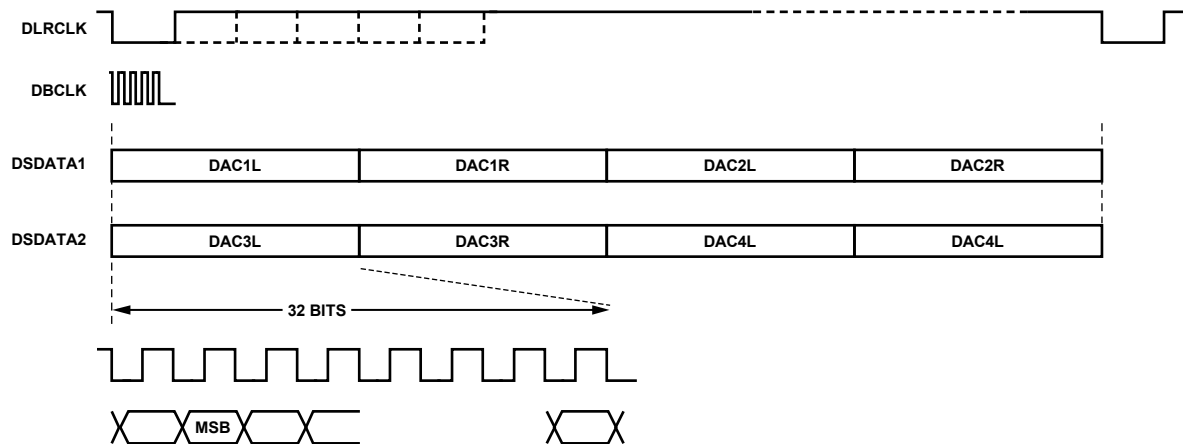 DLRCLK
DBCLK
DSDATA1 DAC1L DAC1R DAC2L DAC2R
DSDATA2 DAC3L DAC3R DAC4L DAC4L
32 BITS
MSB